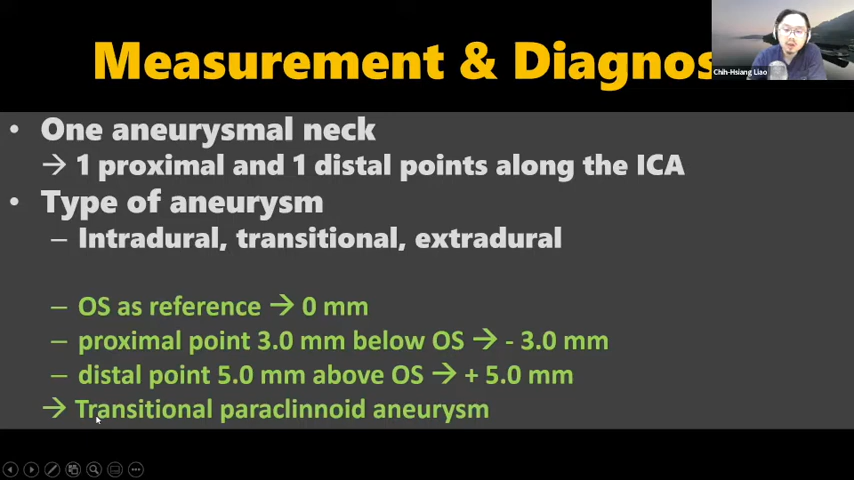 Measurement & Diagnos
Chih-Hsiang Liao
• One aneurysmal neck
→ 1 proximal and 1 distal points along the ICA
• Type of aneurysm
– Intradural, transitional, extradural
– OS as reference → 0 mm
– proximal point 3.0 mm below OS → - 3.0 mm
– distal point 5.0 mm above OS → + 5.0 mm
→ Transitional paraclinnoid aneurysm